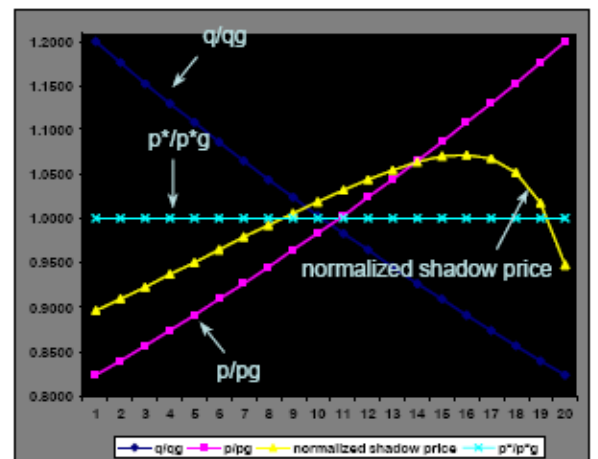 1.2000
q/qg
1.1500
1.1000
p*/p*g
1.0500
1.0000
0.9500
normalized shadow price
0.9000
p/pg
0.8500
0.8000
1 2 3 4 5 6 7 8 9 10 11 12 13 14 15 16 17 18 19 20
q/qg p/pg normalized shadow price p*/p*g